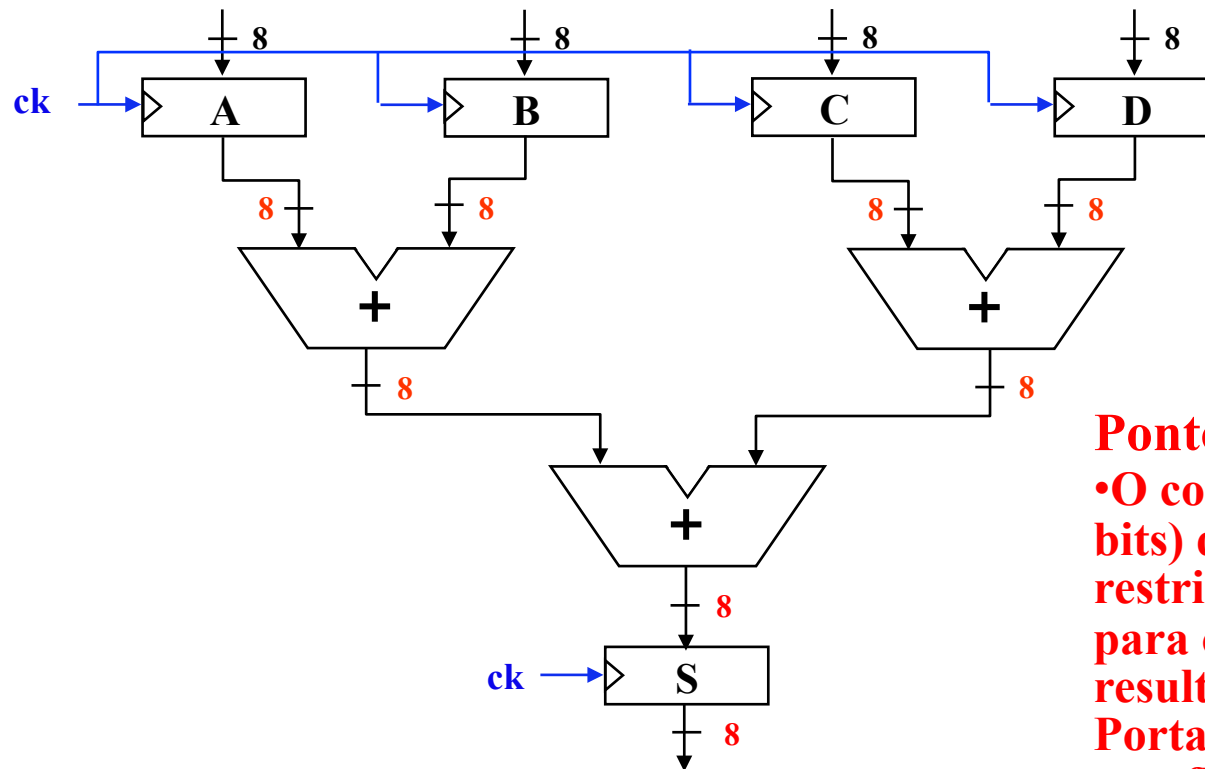 8 8 8 8
ck A B C D
8 8 8 8
+ +
8 8
+
8
ck S
8
Ponto
•O co
bits) 
restri
para 
result
Porta